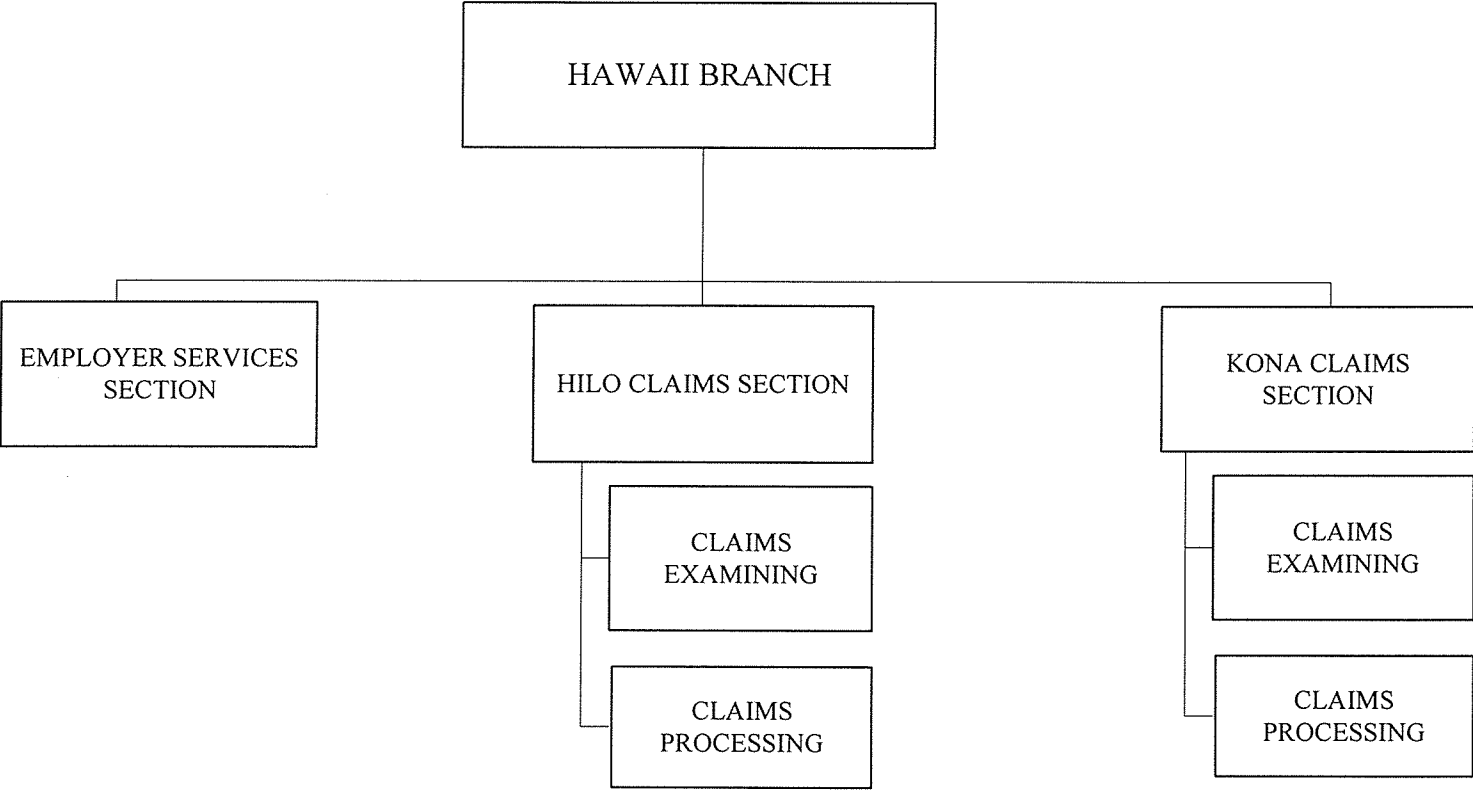 HAWAII BRANCH
EMPLOYER SERVICES
SECTION
HILO CLAIMS SECTION
KONA CLAIMS
SECTION
CLAIMS
EXAMINING
CLAIMS
PROCESSING
CLAIMS
EXAMINING
CLAIMS
PROCESSING